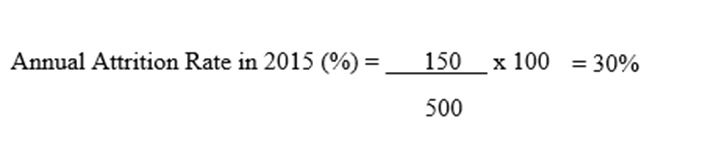 Annual Attrition Rate in 2015 (%) = 150 x 100 = 30%
500